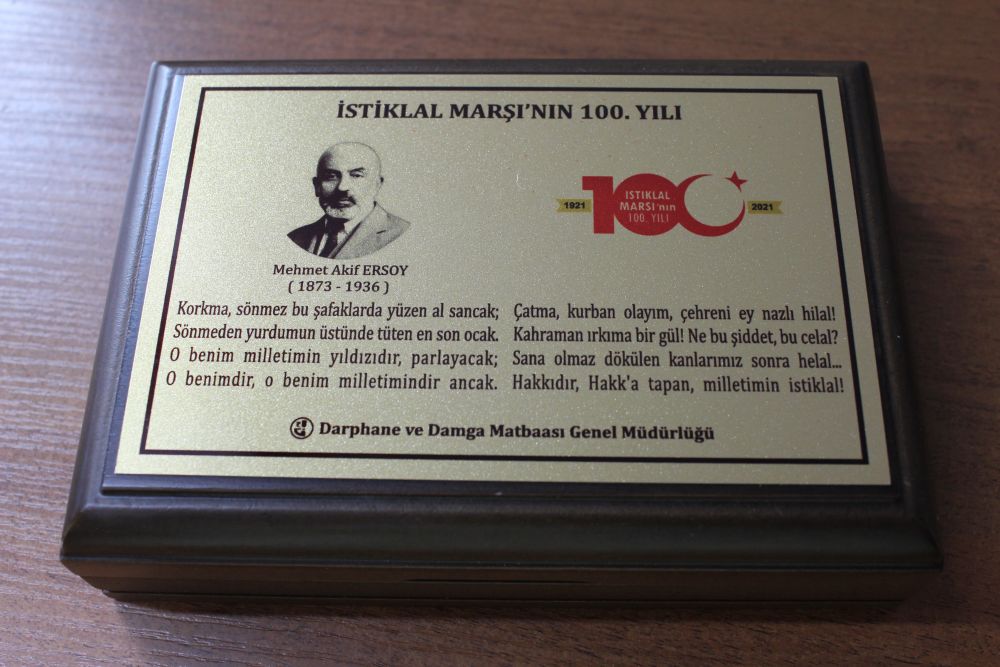 İSTİKLAL MARŞI'NIN 100. YILI
1921
100
İSTİKLAL
MARŞI'nın
100. YILI
2021
Mehmet Akif ERSOY
( 1873 - 1936 )
Korkma, sönmez bu şafaklarda yüzen al sancak;
Sönmeden yurdumun üstünde tüten en son ocak.
O benim milletimin yıldızıdır, parlayacak;
O benimdir, o benim milletimindir ancak.
Çatma, kurban olayım, çehreni ey nazlı hilal!
Kahraman ırkıma bir gül! Ne bu şiddet, bu celal?
Sana olmaz dökülen kanlarımız sonra helal...
Hakkıdır, Hakk'a tapan, milletimin istiklal!
Darphane ve Damga Matbaası Genel Müdürlüğü